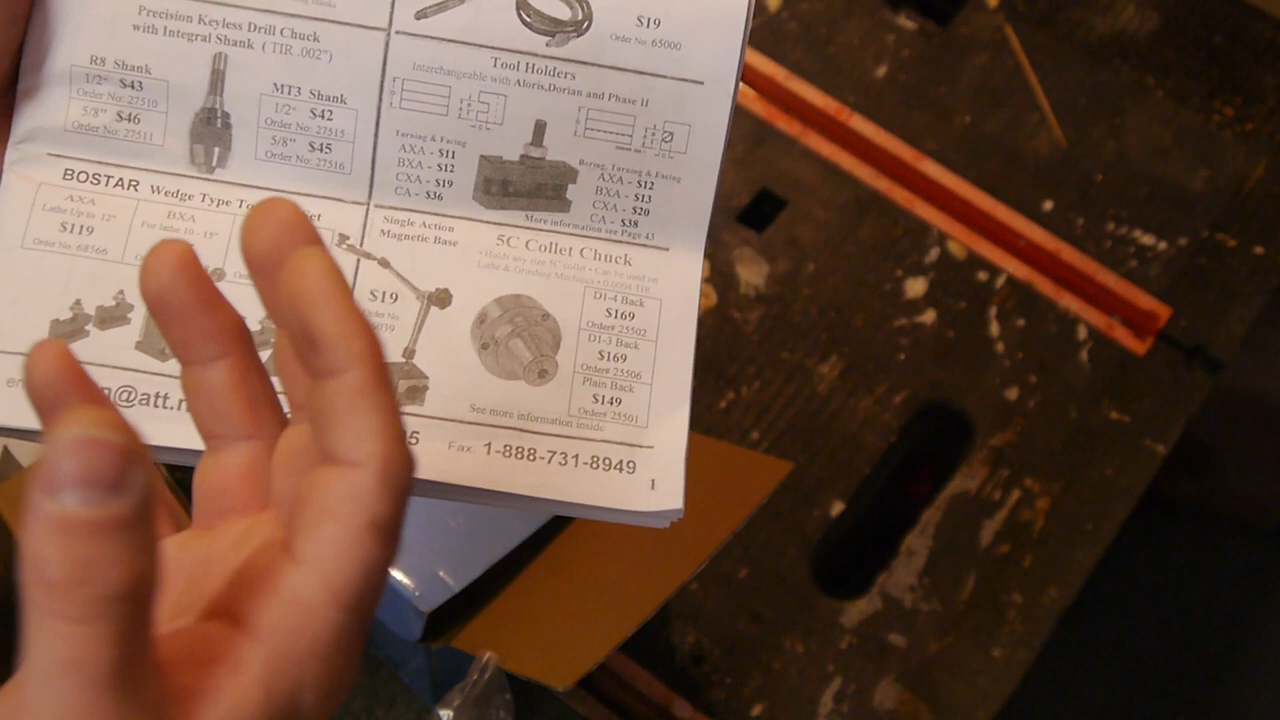 $19
Order No: 65000
Precision Keyless Drill Chuck
with Integral Shank ( TIR .002")
R8 Shank
1/2" $43
Order No: 27510
5/8" $46
Order No: 27511
MT3 Shank
1/2" $42
Order No: 27515
5/8" $45
Order No: 27516
Tool Holders
Interchangeable with Aloris,Dorian and Phase II
Turning & Facing
AXA - $11
BXA - $12
CXA - $19
CA - $36
Boring, Turning & Facing
AXA - $12
BXA - $13
CXA - $20
CA - $38
More information see Page 43
BOSTAR Wedge Type
AXA
Lathe Up to 12"
$119
Order No: 68566
BXA
For lathe 10 - 15"
Single Action
Magnetic Base
$19
Order No
5C Collet Chuck
• Holds any size 5C collet • Can be used on
Lathe & Grinding Machines • 0.0004 TIR
D1-4 Back
$169
Order# 25502
D1-3 Back
$169
Order# 25506
Plain Back
$149
Order# 25501
See more information inside
@att.n
Fax 1-888-731-8949
1